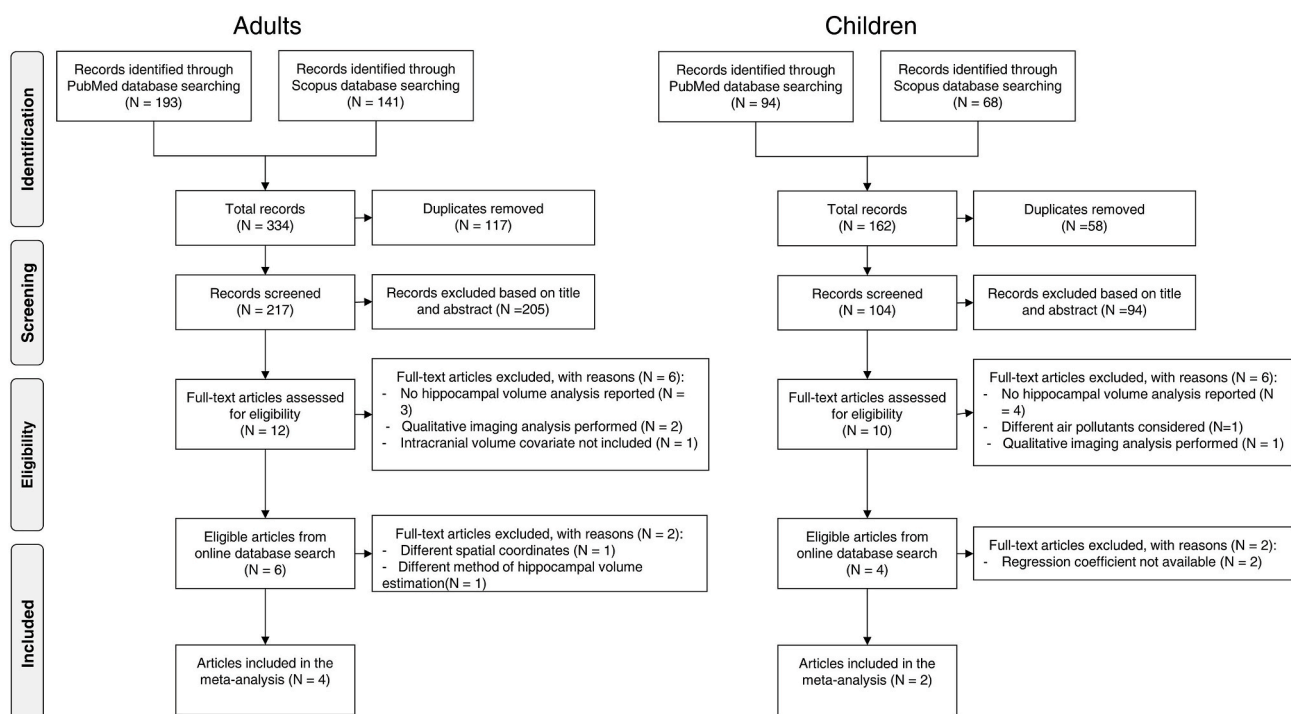 Adults
Children
Identification
Records identified through
PubMed database searching
(N = 193)
Records identified through
Scopus database searching
(N = 141)
Records identified through
PubMed database searching
(N = 94)
Records identified through
Scopus database searching
(N = 68)
Total records
(N = 334)
Duplicates removed
(N = 117)
Total records
(N = 162)
Duplicates removed
(N =58)
Screening
Records screened
(N = 217)
Records excluded based on title
and abstract (N =205)
Records screened
(N = 104)
Records excluded based on title
and abstract (N =94)
Eligibility
Full-text articles assessed
for eligibility
(N = 12)
Full-text articles excluded, with reasons (N = 6):
- No hippocampal volume analysis reported (N =
3)
- Qualitative imaging analysis performed (N = 2)
- Intracranial volume covariate not included (N = 1)
Full-text articles assessed
for eligibility
(N = 10)
Full-text articles excluded, with reasons (N = 6):
- No hippocampal volume analysis reported (N
= 4)
- Different air pollutants considered (N=1)
- Qualitative imaging analysis performed (N = 1)
Included
Eligible articles from
online database search
(N = 6)
Full-text articles excluded, with reasons (N = 2):
- Different spatial coordinates (N = 1)
- Different method of hippocampal volume
estimation(N = 1)
Eligible articles from
online database search
(N = 4)
Full-text articles excluded, with reasons (N = 2):
- Regression coefficient not available (N = 2)
Articles included in the
meta-analysis (N = 4)
Articles included in the
meta-analysis (N = 2)